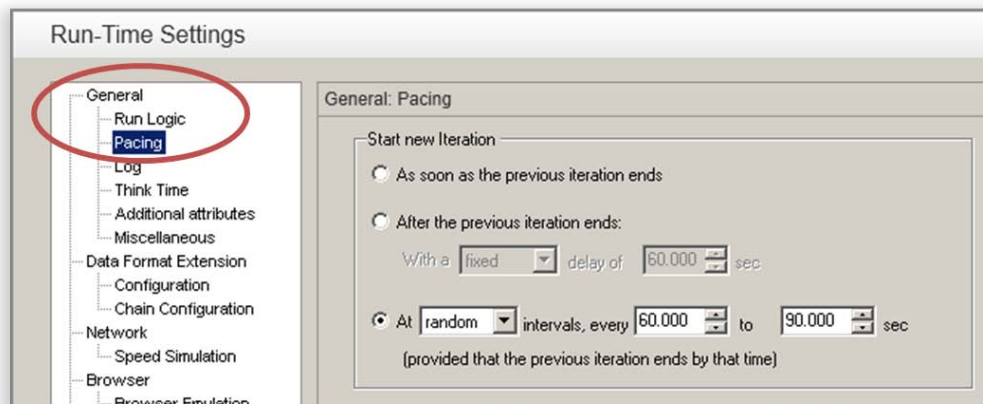 Run-Time Settings
General
Run Logic
Pacing
Log
Think Time
Additional attributes
Miscellaneous
Data Format Extension
Configuration
Chain Configuration
Network
Speed Simulation
Browser
Browser Emulation
General: Pacing
Start new Iteration
As soon as the previous iteration ends
After the previous iteration ends:
With a fixed delay of 60.000 sec
At random intervals, every 60.000 to 90.000 sec
(provided that the previous iteration ends by that time)